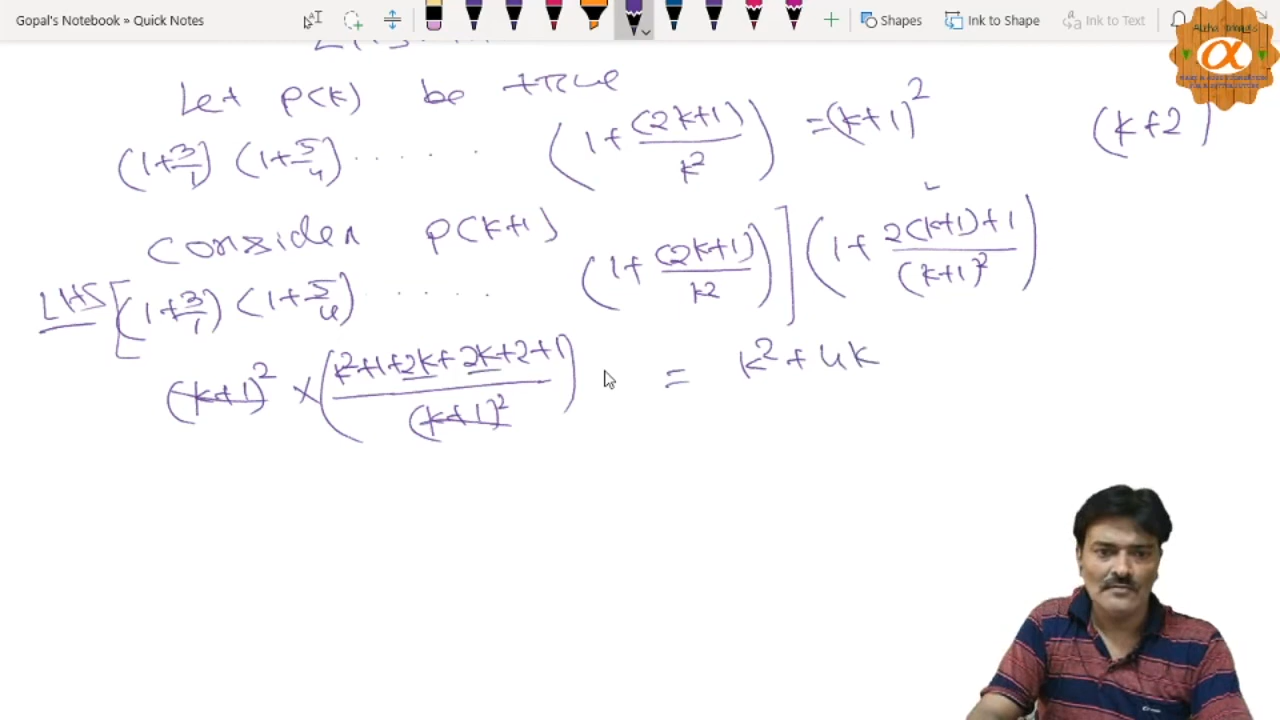 Gopal's Notebook » Quick Notes
Shapes
Ink to Shape
Ink to Text
α
Let P(k) be true
(1+3/1) (1+5/4) . . . . . . (1+(2k+1)/k²) = (k+1)² (k+2)
Consider P(k+1)
LHS [(1+3/1) (1+5/4) . . . . . (1+(2k+1)/k²)] (1+2(k+1)+1/(k+1)²)
(k+1)² × (k²+1+2k+2k+2+1/(k+1)²) = k²+4k